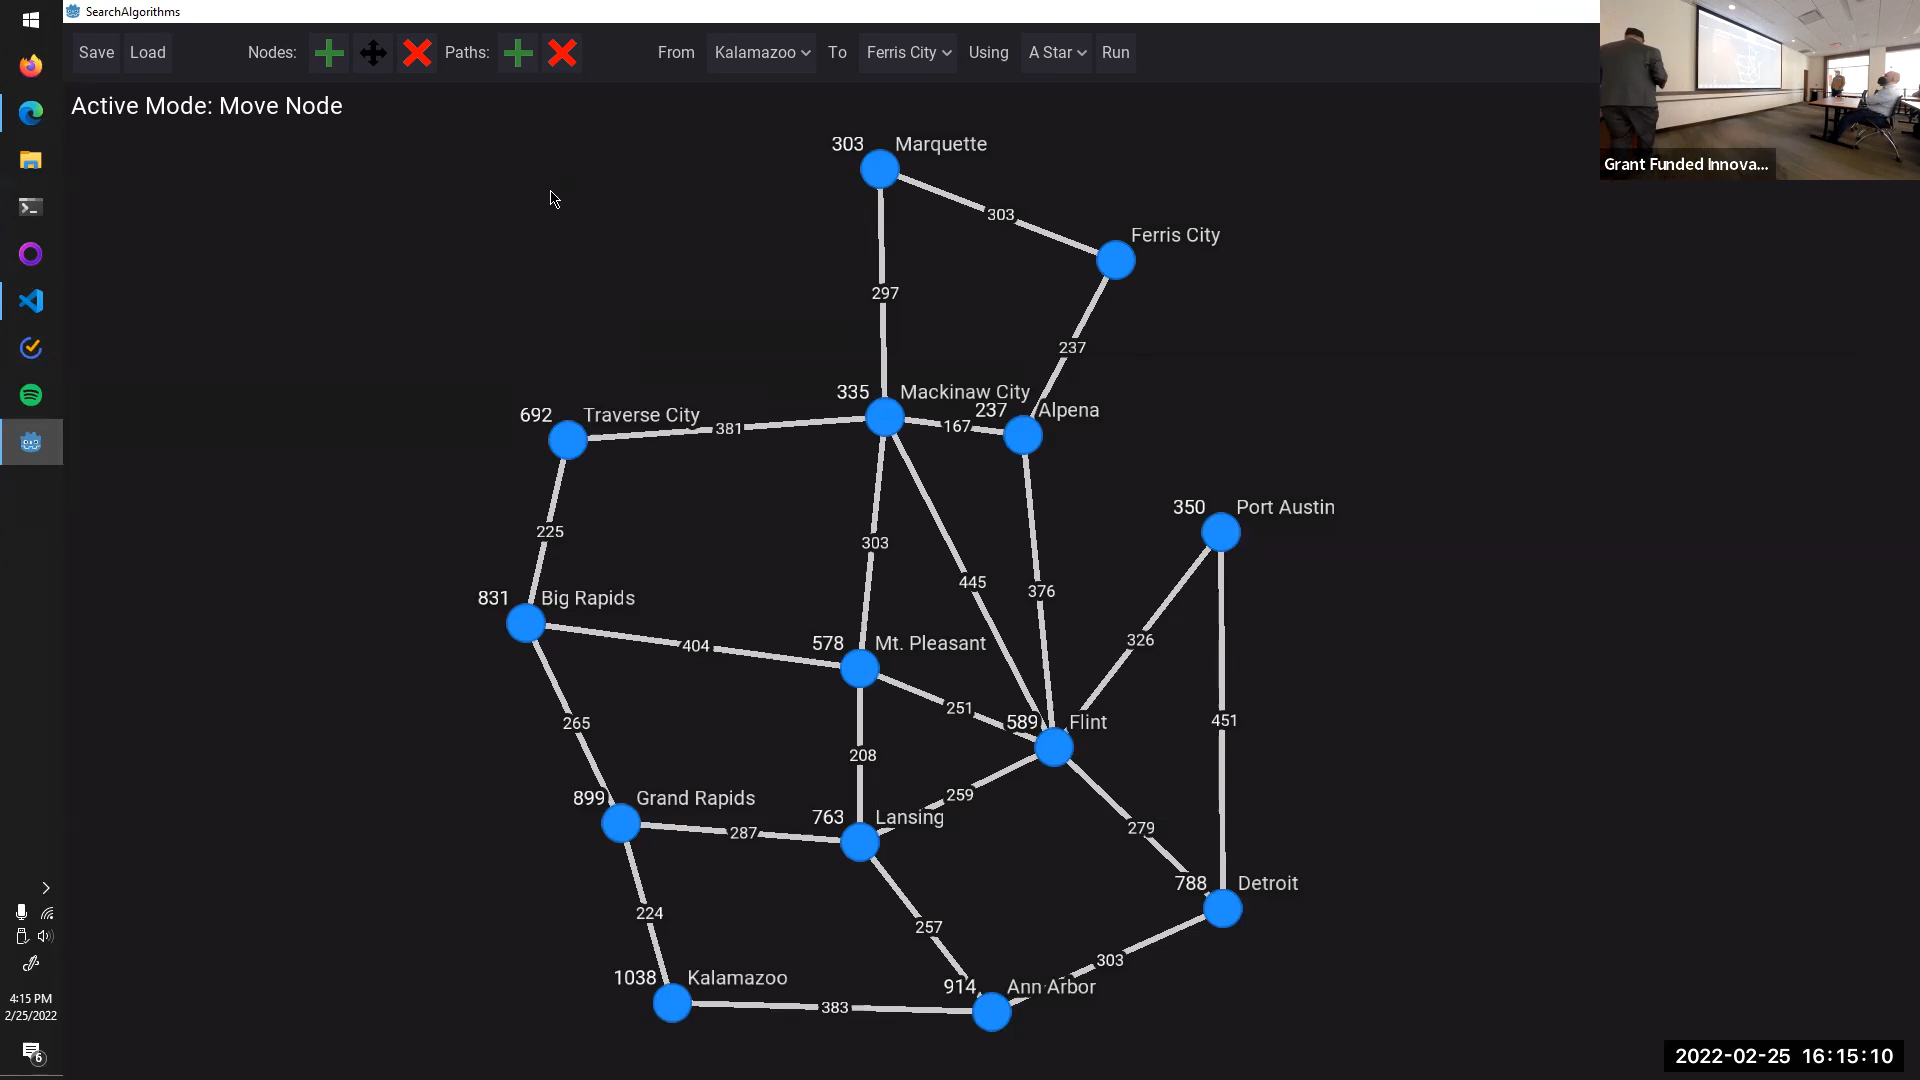 SearchAlgorithms
Save Load Nodes: Paths: From Kalamazoo To Ferris City Using A Star Run
Active Mode: Move Node
Grant Funded Innova...
303 Marquette
303
Ferris City
297
237
335 Mackinaw City
237 Alpena
692 Traverse City
381
167
350 Port Austin
225
303
445
376
831 Big Rapids
326
404
578 Mt. Pleasant
251
589 Flint
451
265
208
259
899 Grand Rapids
763 Lansing
287
279
788 Detroit
224
257
303
1038 Kalamazoo
914 Ann Arbor
383
4:15 PM
2/25/2022
6
2022-02-25 16:15:10